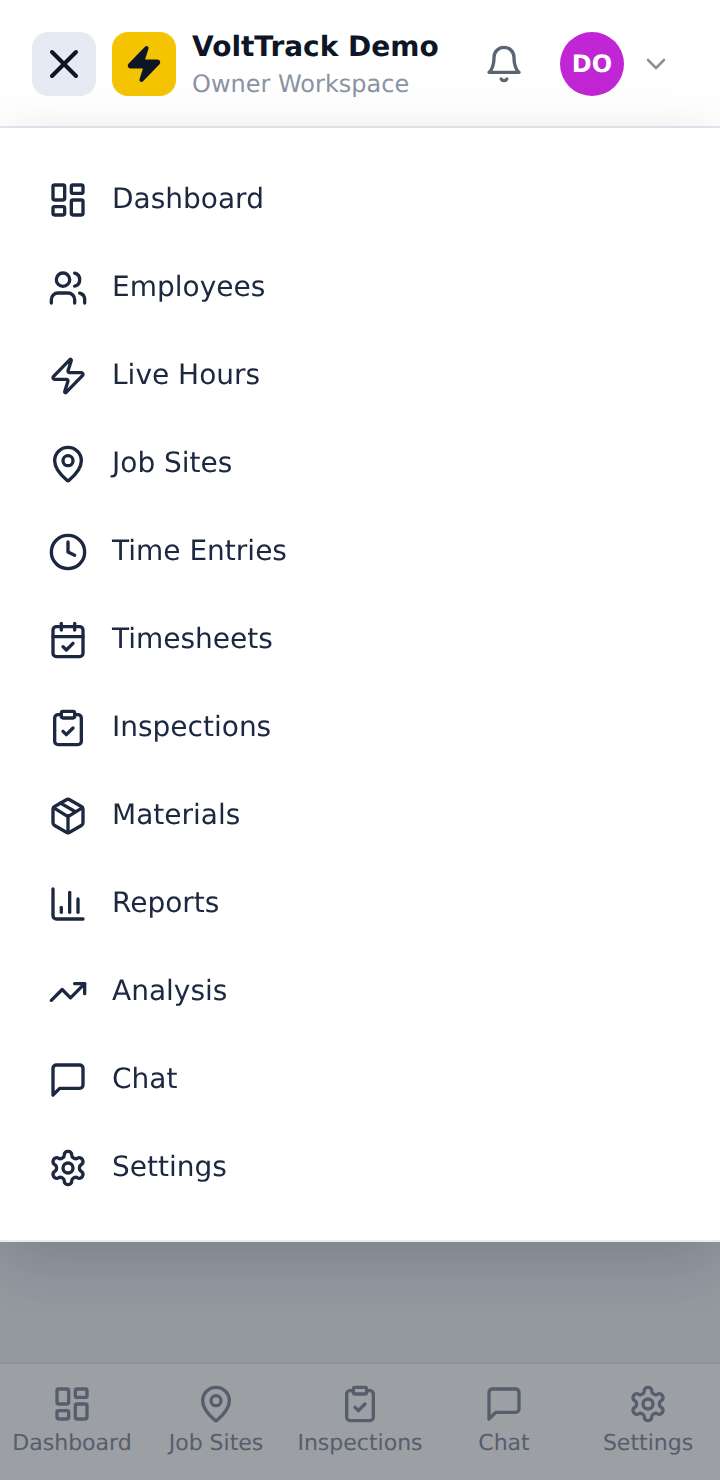 VoltTrack Demo
Owner Workspace
DO
Dashboard
Employees
Live Hours
Job Sites
Time Entries
Timesheets
Inspections
Materials
Reports
Analysis
Chat
Settings
Dashboard
Job Sites
Inspections
Chat
Settings